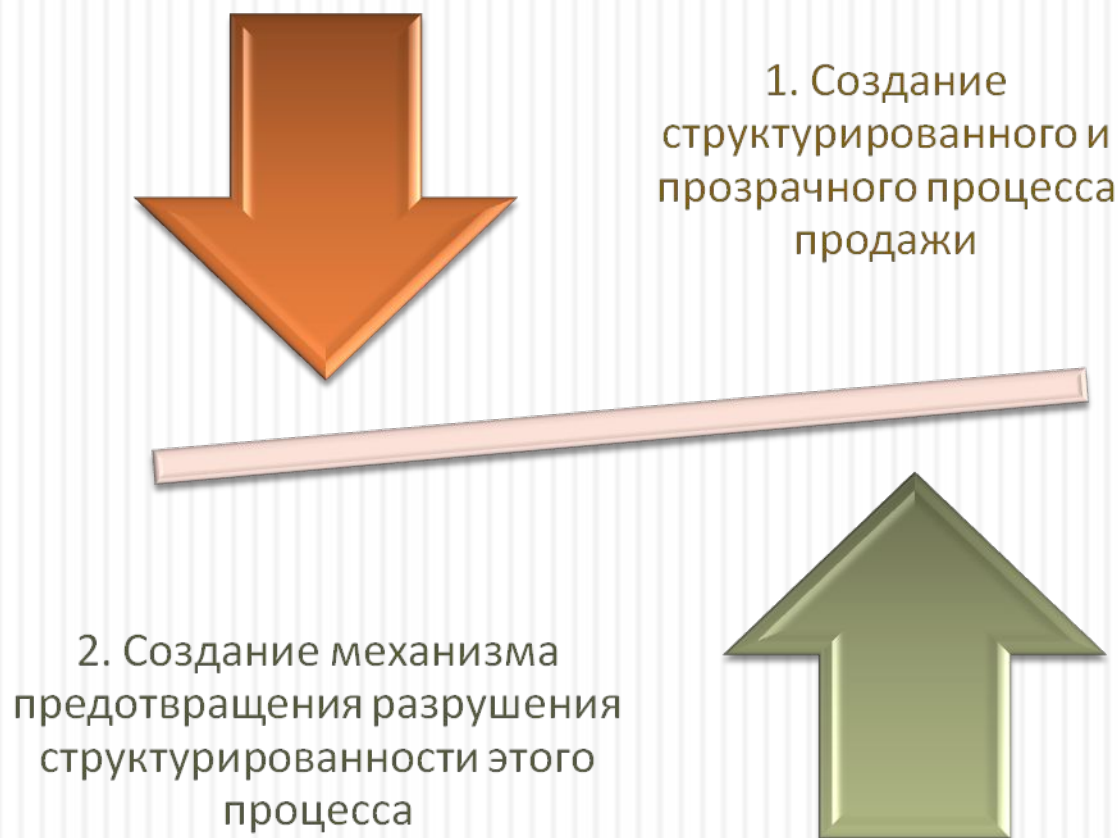 1. Создание
структурированного и
прозрачного процесса
продажи
2. Создание механизма
предотвращения разрушения
структурированности этого
процесса